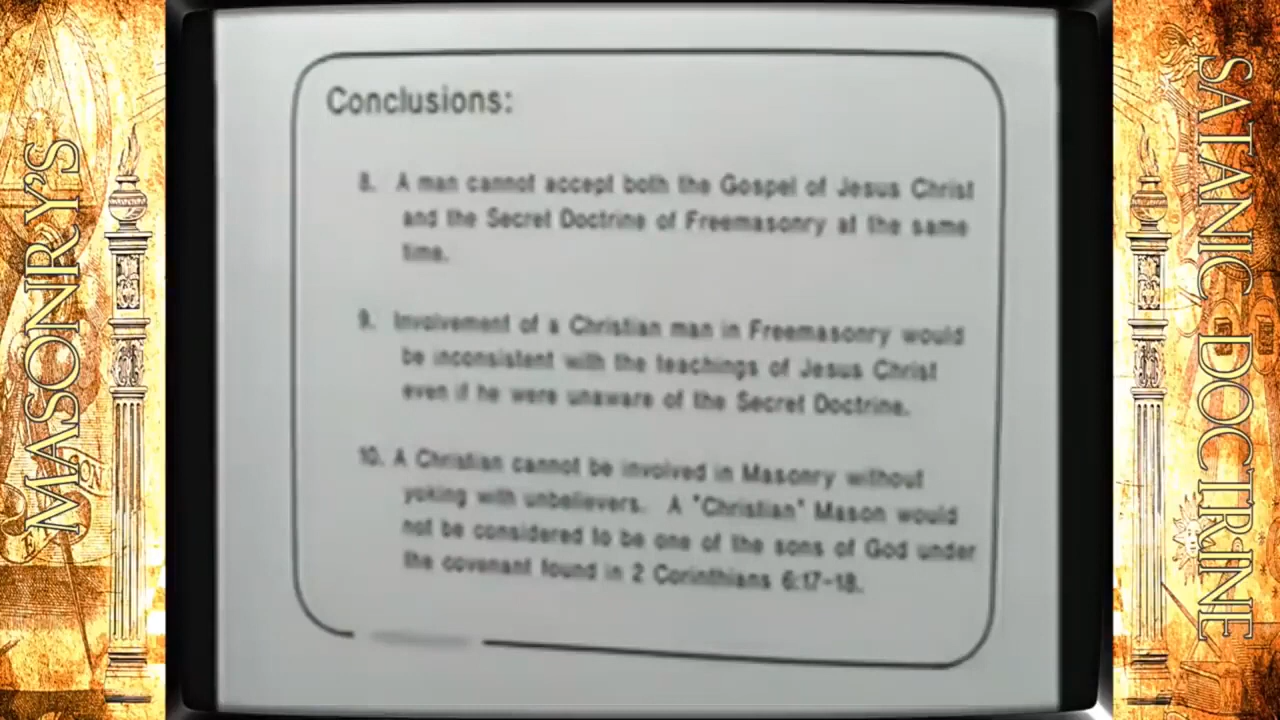 MASONRY'S
Conclusions:
8. A man cannot accept both the Gospel of Jesus Christ
and the Secret Doctrine of Freemasonry at the same
time.
9. Involvement of a Christian man in Freemasonry would
be inconsistent with the teachings of Jesus Christ
even if he were unaware of the Secret Doctrine.
10. A Christian cannot be involved in Masonry without
yoking with unbelievers. A "Christian" Mason would
not be considered to be one of the sons of God under
the covenant found in 2 Corinthians 6:17-18.
SATANIC DOCTRINE